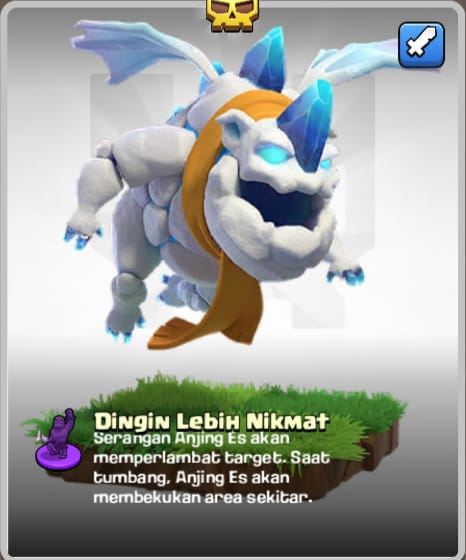 Dingin Lebih Nikmat
Serangan Anjing Es akan
memperlambat target. Saat
tumbang, Anjing Es akan
membekukan area sekitar.